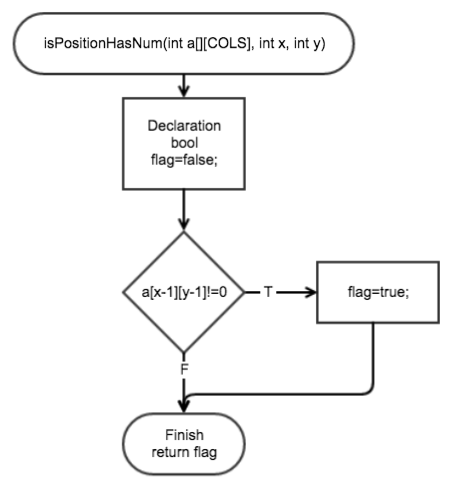 isPositionHasNum(int a[][COLS], int x, int y)
Declaration
bool
flag=false;
a[x-1][y-1]!=0
T
flag=true;
F
Finish
return flag